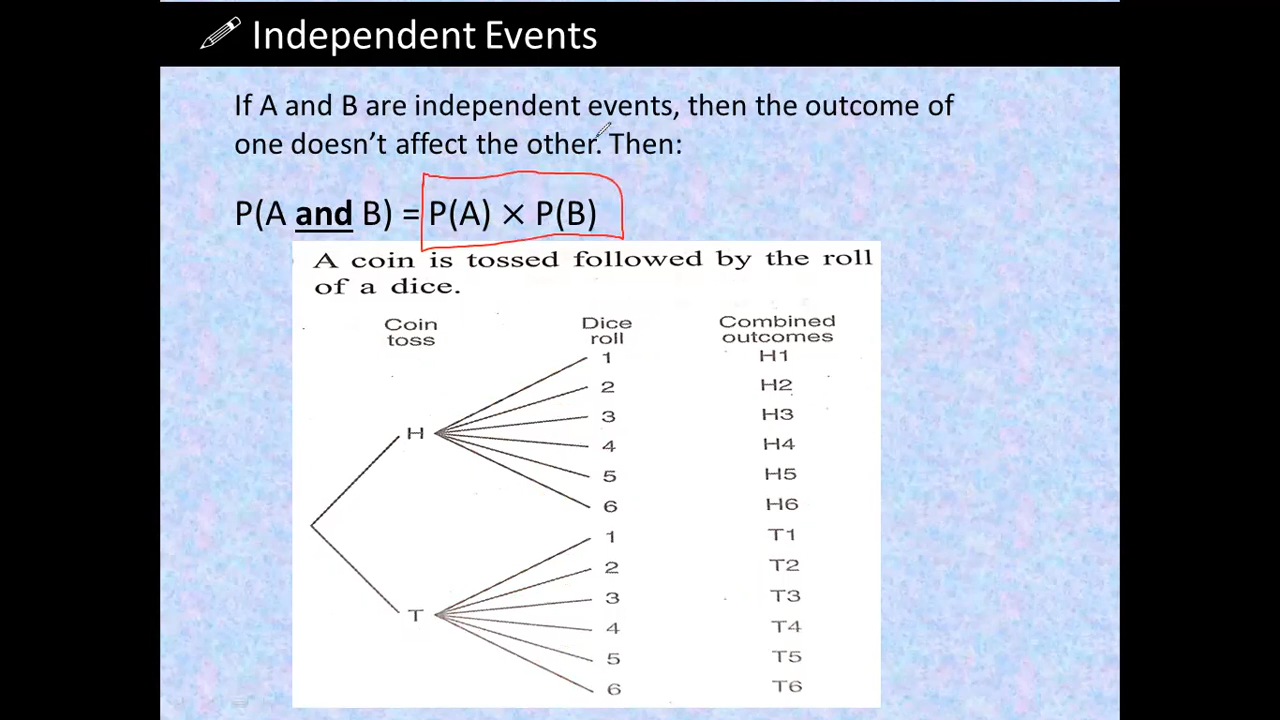 Independent Events
If A and B are independent events, then the outcome of
one doesn’t affect the other. Then:
P(A and B) = P(A) × P(B)
A coin is tossed followed by the roll
of a dice.
Coin Dice Combined
toss roll outcomes
1 H1
2 H2
3 H3
H
4 H4
5 H5
6 H6
1 T1
2 T2
3 T3
T
4 T4
5 T5
6 T6